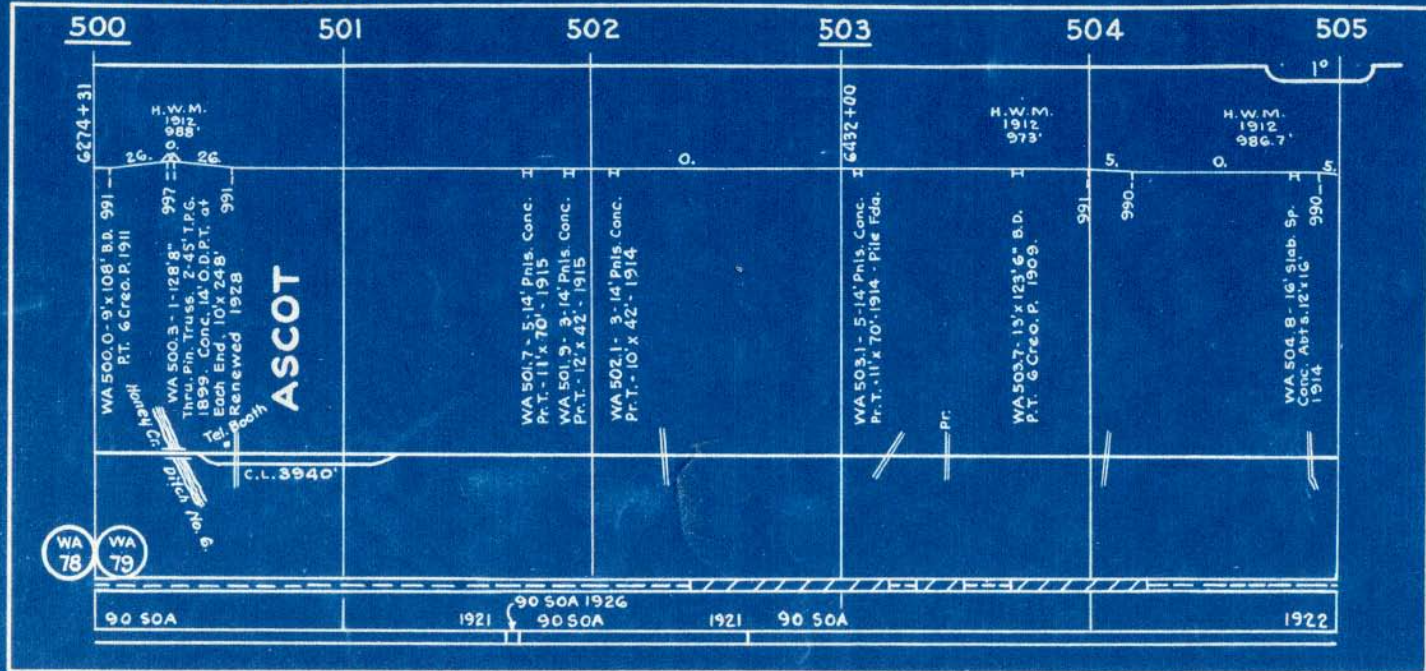 500 501 502 503 504 505
1°
6274+31
H.W.M.
1912
988'
6432+00
H.W.M.
1912
973'
H.W.M.
1912
986.7'
26. 0. 26. 0. 5. 0. 5.
991
997
991
991
990
990
WA 500.0-9'x108' B.D.
P.T. 6 Creo. P. 1911
WA 500.3-1-128'8"
Thru. Pin. Truss. 2-45' T.P.G.
1899. Conc. 14' O.D.P.T. at
Each End. 10'x 248'
Renewed 1928
ASCOT
WA 501.7-5-14' Pnls. Conc.
Pr. T.-11'x 70'-1915
WA 501.9-3-14' Pnls. Conc.
Pr. T.-12'x 42'-1915
WA 502.1-3-14' Pnls. Conc.
Pr. T.-10'x 42'-1914
WA 503.1-5-14' Pnls. Conc.
Pr. T.-11'x 70'-1914-Pile Fdn.
WA 503.7-13'x 123'6" B.D.
P.T. 6 Creo. P. 1909.
WA 504.8-16' Slab. Sp.
Conc. Abts. 12'x16'
1914
Tel. Booth
Pr.
C.L. 3940'
Ditch No. 6.
WA
78
WA
79
90 SOA 1926
90 SOA 1921 90 SOA 1921 90 SOA 1922